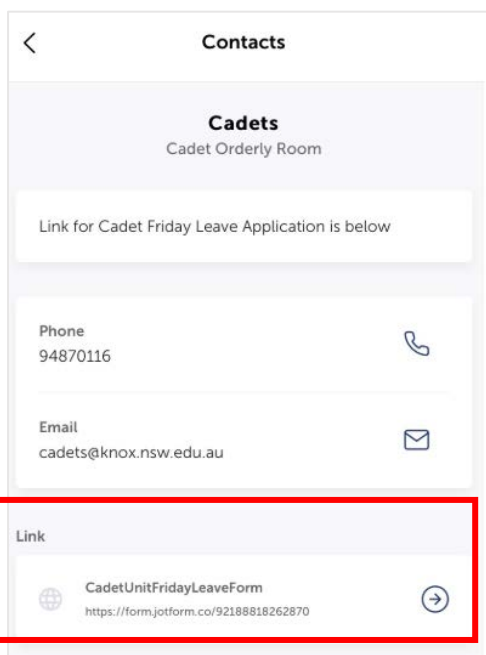 Contacts
Cadets
Cadet Orderly Room
Link for Cadet Friday Leave Application is below
Phone
94870116
Email
cadets@knox.nsw.edu.au
Link
CadetUnitFridayLeaveForm
https://form.jotform.co/92188818262870